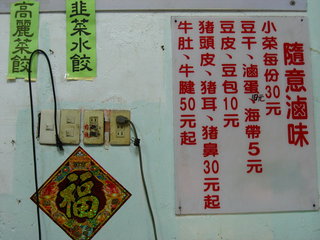 高麗菜餃
韭菜水餃
福
隨意滷味
小菜每份30元
豆干、滷蛋、海帶5元
豆皮、豆包10元
豬頭皮、豬耳、豬鼻30元起
牛肚、牛腱50元起